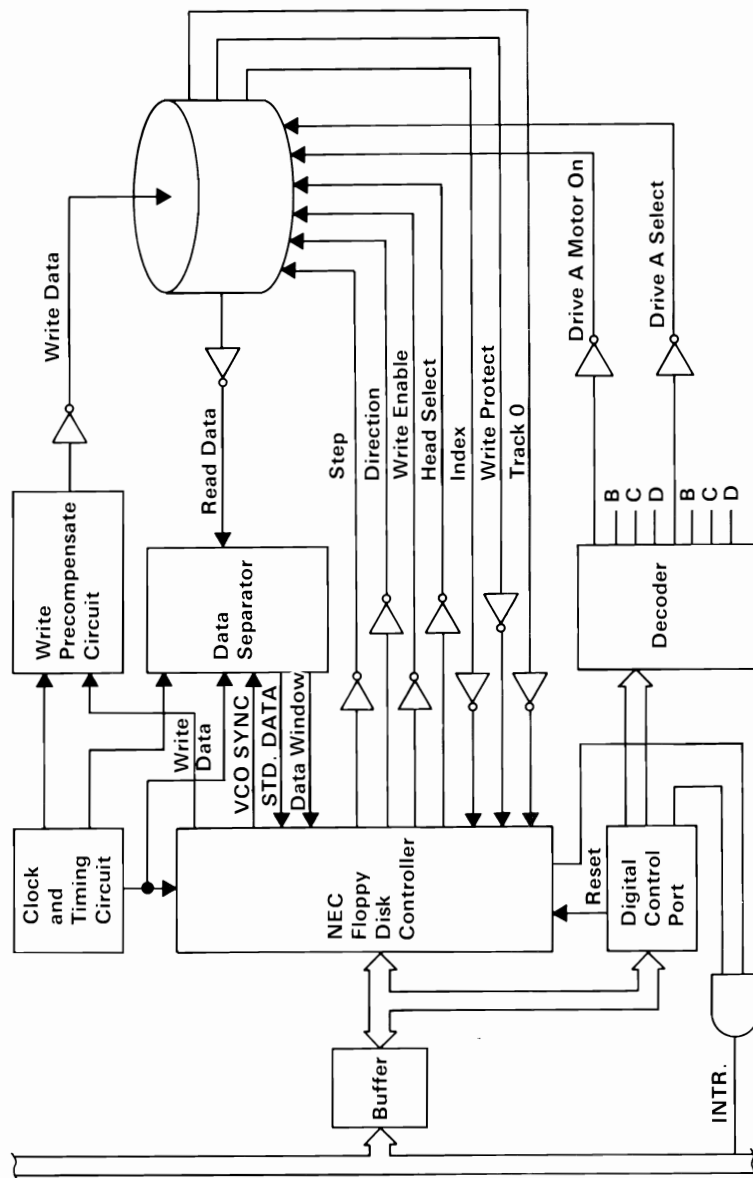 Clock
and
Timing
Circuit
Write
Precompensate
Circuit
Write Data
Write
Data
VCO SYNC
STD. DATA
Data Window
Data
Separator
Read Data
NEC
Floppy
Disk
Controller
Step
Direction
Write Enable
Head Select
Index
Write Protect
Track 0
Buffer
Reset
Digital
Control
Port
Decoder
B
C
D
B
C
D
Drive A Motor On
Drive A Select
INTR.